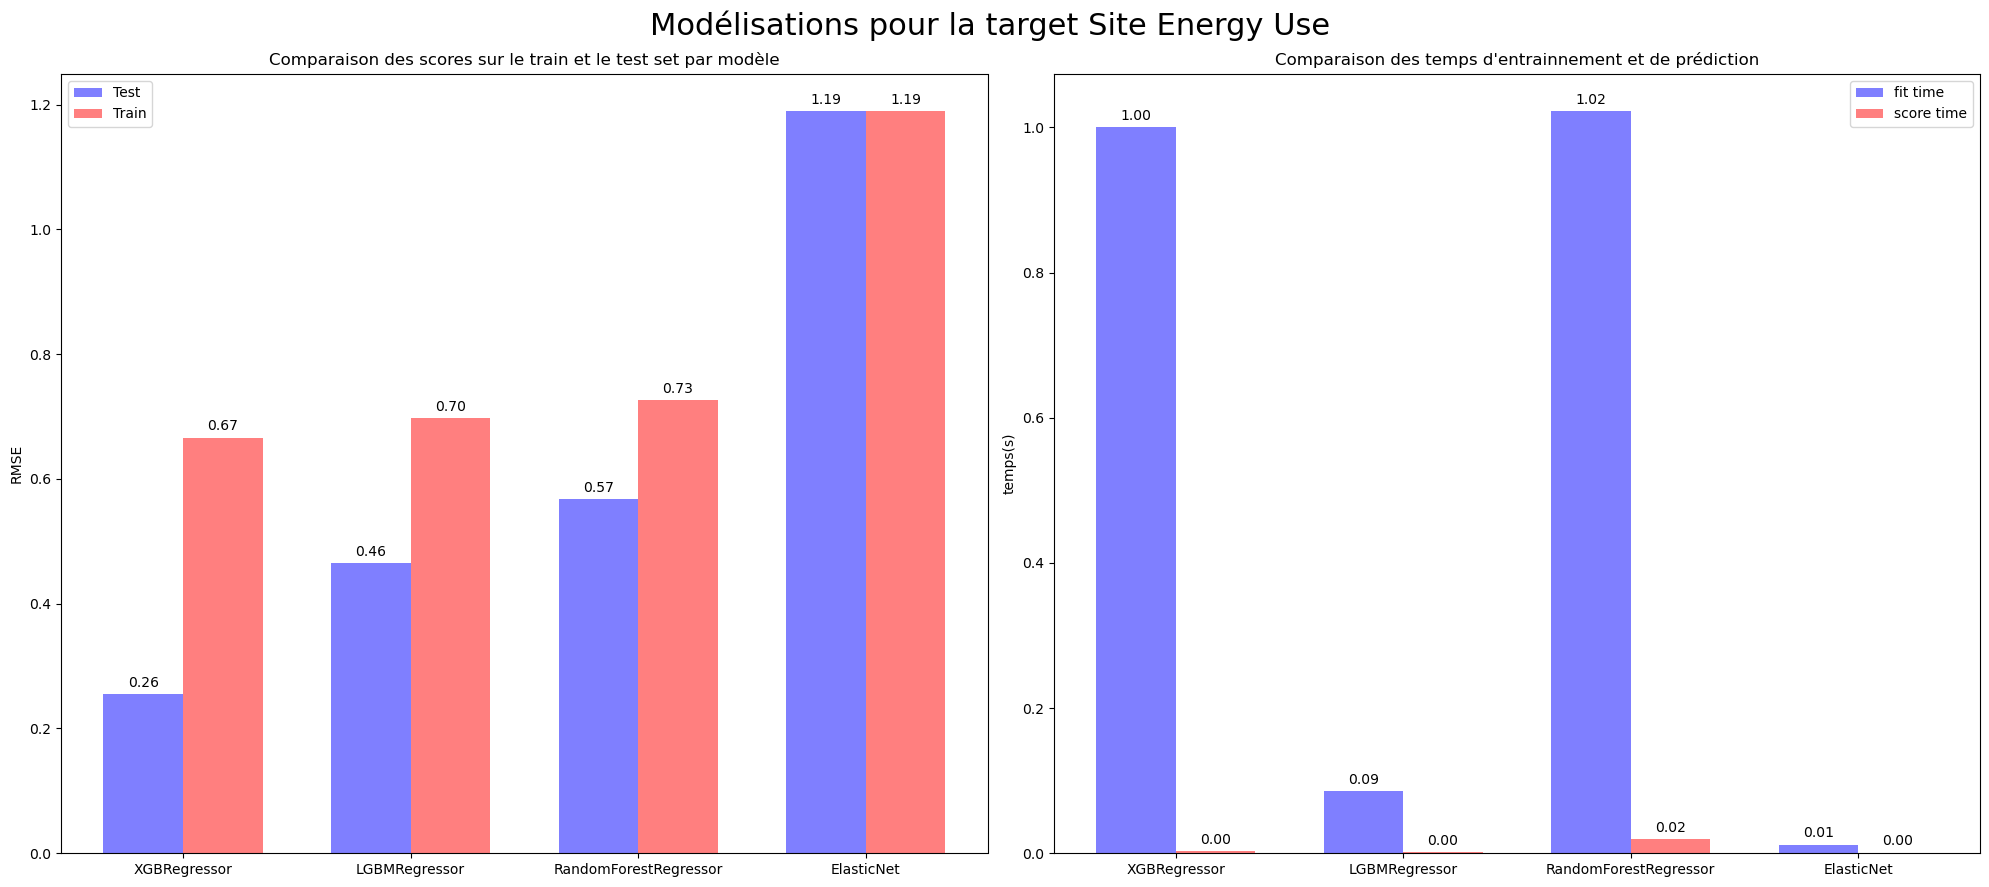 Modélisations pour la target Site Energy Use
Comparaison des scores sur le train et le test set par modèle
Test
Train
RMSE
1.2
1.0
0.8
0.6
0.4
0.2
0.0
0.26
0.67
0.46
0.70
0.57
0.73
1.19
1.19
XGBRegressor
LGBMRegressor
RandomForestRegressor
ElasticNet
Comparaison des temps d'entrainnement et de prédiction
fit time
score time
temps(s)
1.0
0.8
0.6
0.4
0.2
0.0
1.00
0.00
0.09
0.00
1.02
0.02
0.01
0.00
XGBRegressor
LGBMRegressor
RandomForestRegressor
ElasticNet